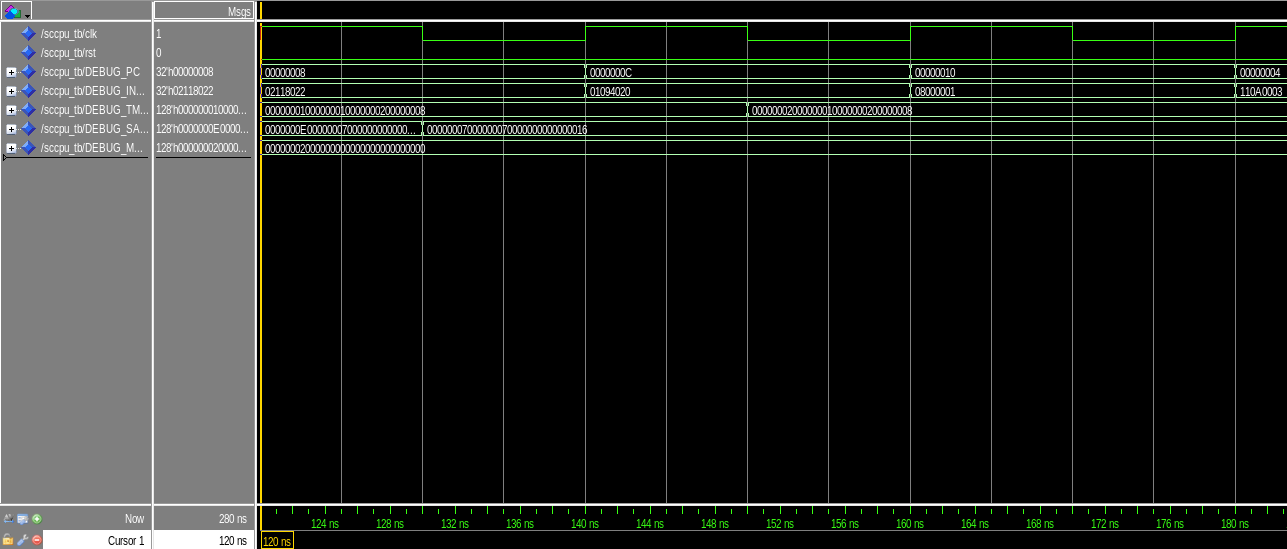 Msgs
/sccpu_tb/clk 1
/sccpu_tb/rst 0
/sccpu_tb/DEBUG_PC 32'h00000008 00000008 0000000C 00000010 00000004
/sccpu_tb/DEBUG_IN... 32'h02118022 02118022 01094020 08000001 110A0003
/sccpu_tb/DEBUG_TM... 128'h000000010000... 00000001000000010000000200000008 00000002000000010000000200000008
/sccpu_tb/DEBUG_SA... 128'h0000000E0000... 0000000E00000007000000000000... 00000007000000070000000000000016
/sccpu_tb/DEBUG_M... 128'h000000020000... 00000002000000000000000000000000
Now 280 ns 124 ns 128 ns 132 ns 136 ns 140 ns 144 ns 148 ns 152 ns 156 ns 160 ns 164 ns 168 ns 172 ns 176 ns 180 ns
Cursor 1 120 ns 120 ns